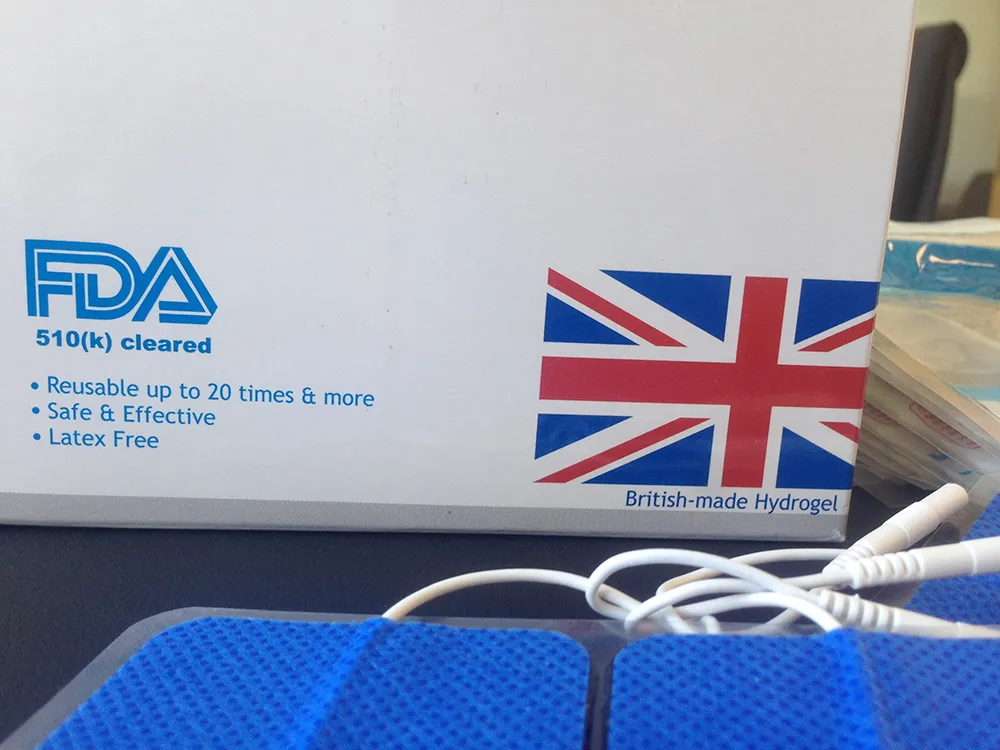 FDA
510(k) cleared
• Reusable up to 20 times & more
• Safe & Effective
• Latex Free
British-made Hydrogel